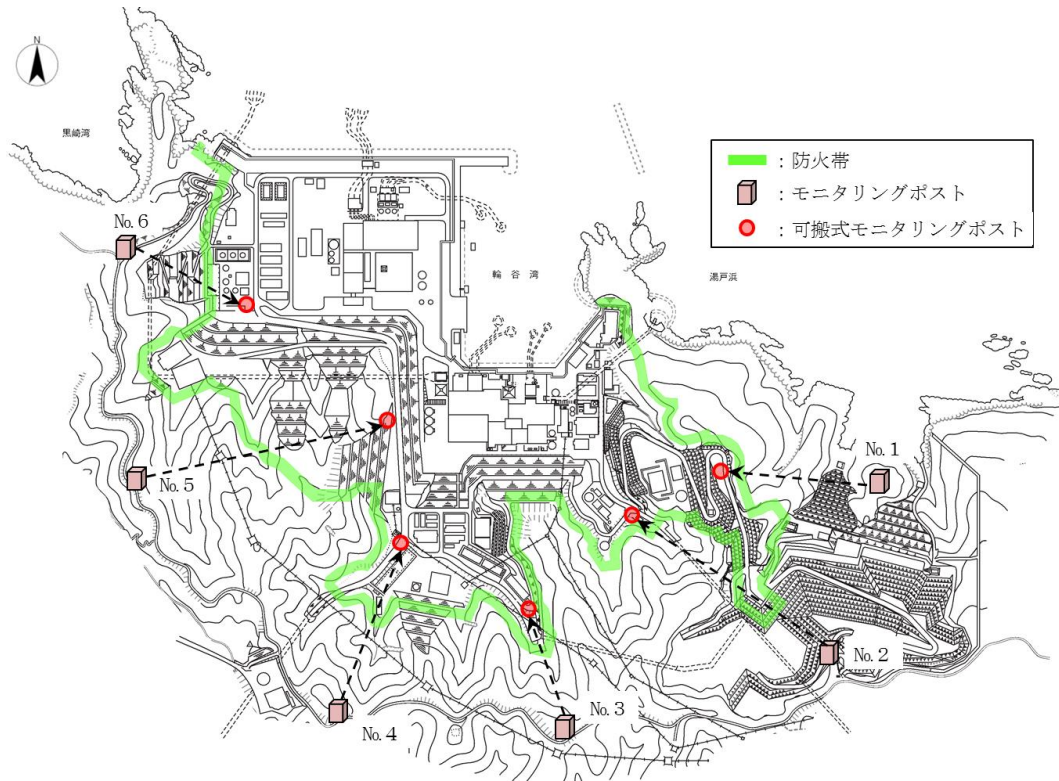 N
黒崎湾
：防火帯
：モニタリングポスト
：可搬式モニタリングポスト
No.6
輪谷湾
湯戸浜
No.1
No.5
No.2
No.3
No.4